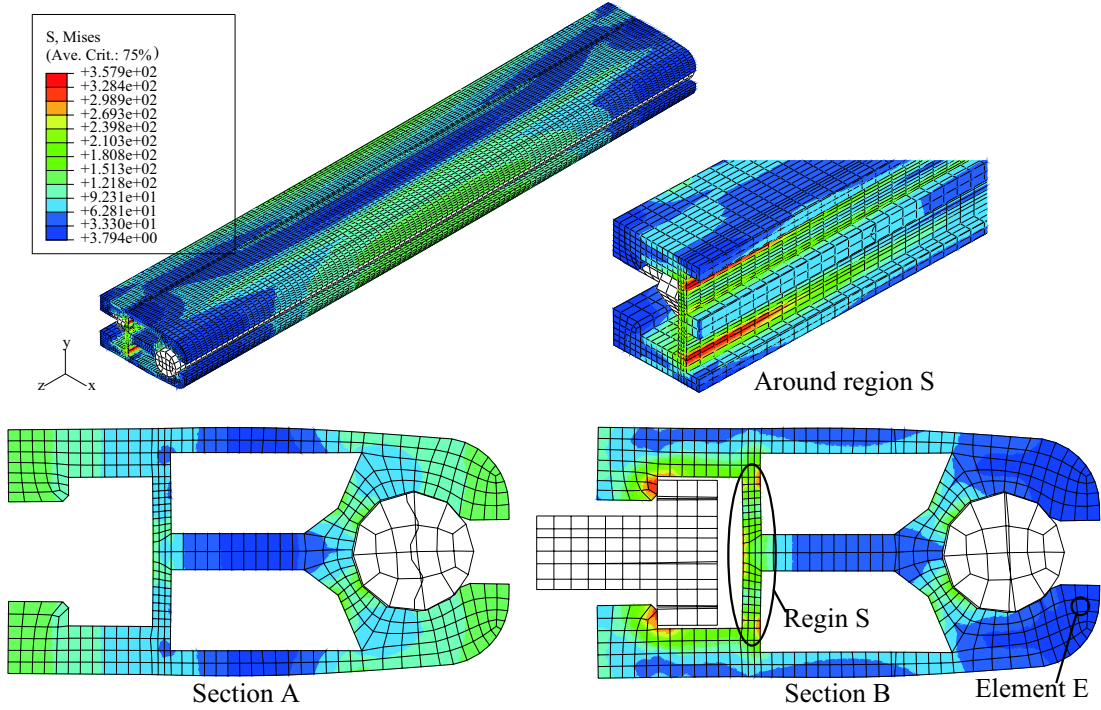 S, Mises
(Ave. Crit.: 75%)
+3.579e+02
+3.284e+02
+2.989e+02
+2.693e+02
+2.398e+02
+2.103e+02
+1.808e+02
+1.513e+02
+1.218e+02
+9.231e+01
+6.281e+01
+3.330e+01
+3.794e+00
y
z
x
Around region S
Regin S
Section A
Section B
Element E